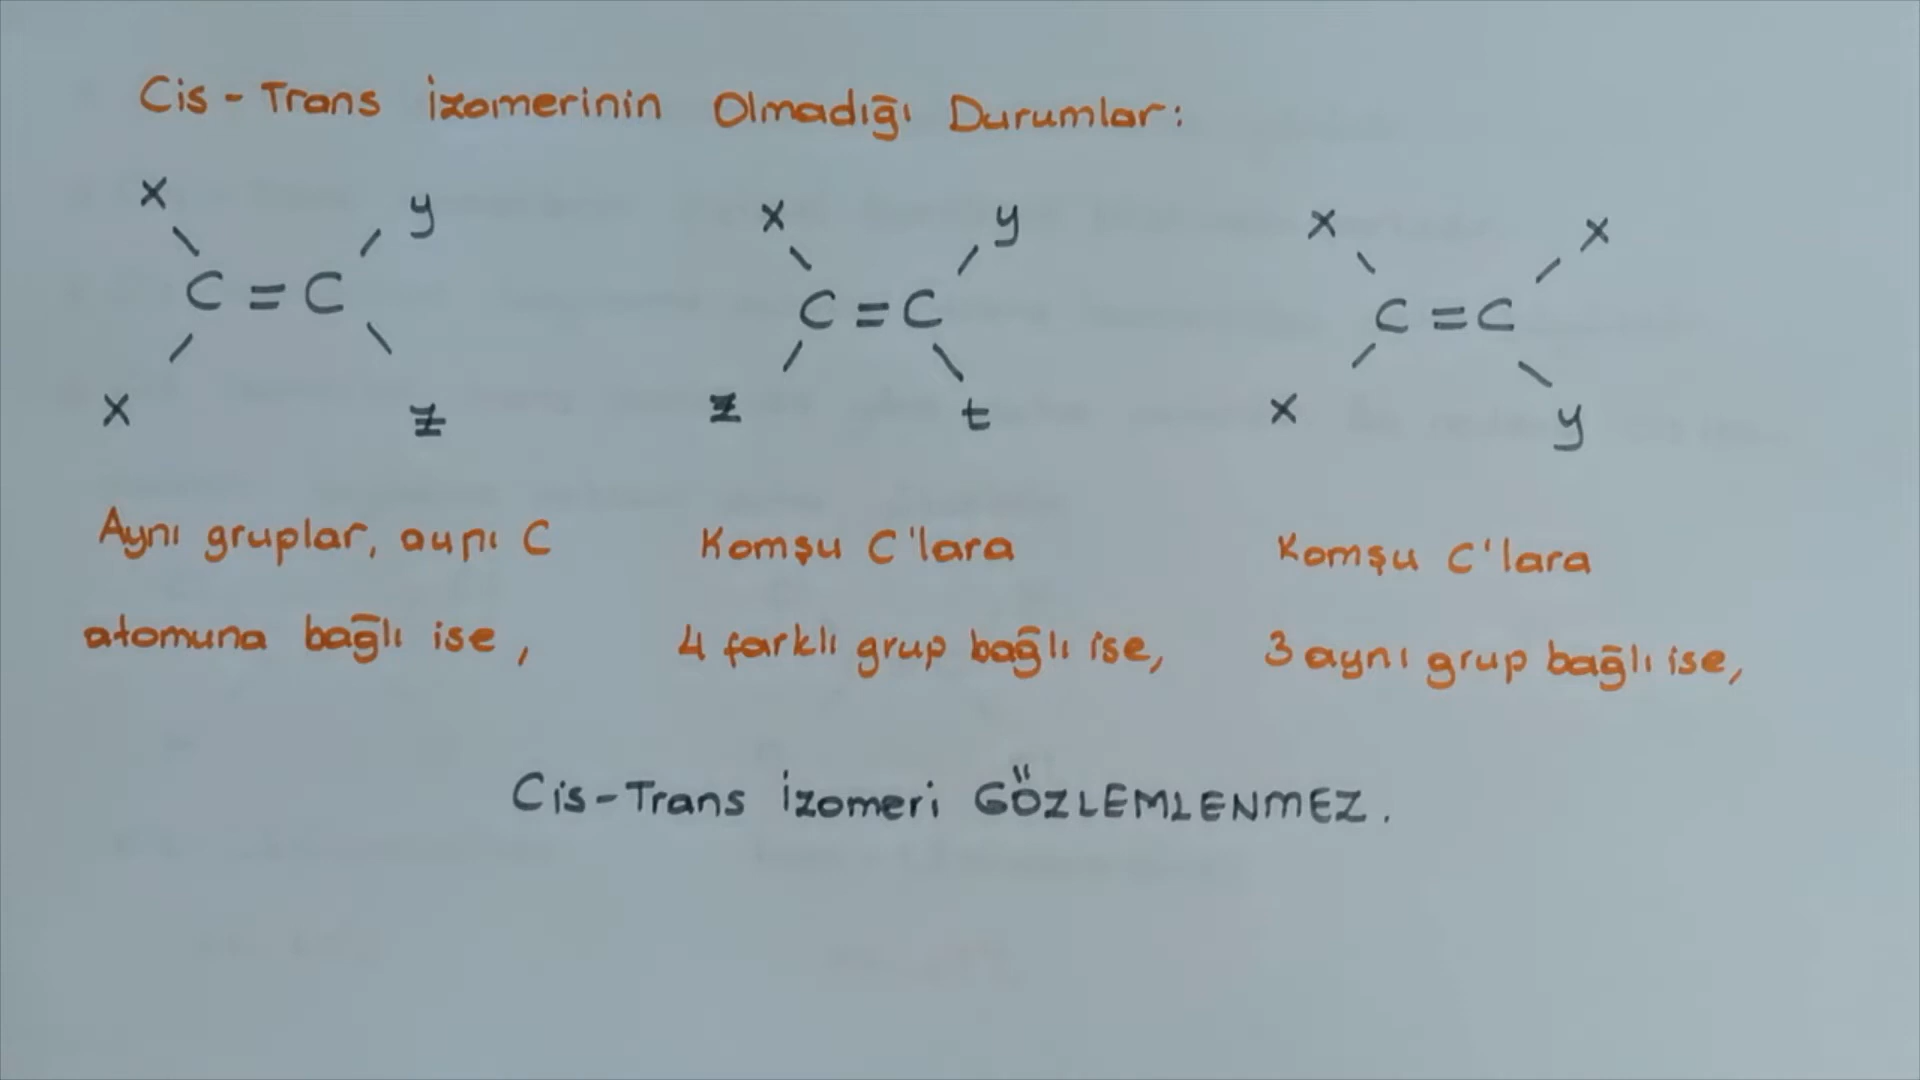 Cis-Trans İzomerinin Olmadığı Durumlar:
x y x y x x
C=C C=C C=C
x z z t x y
Aynı gruplar, aynı C Komşu C'lara Komşu C'lara
atomuna bağlı ise, 4 farklı grup bağlı ise, 3 aynı grup bağlı ise,
Cis-Trans İzomeri GÖZLEMLENMEZ.